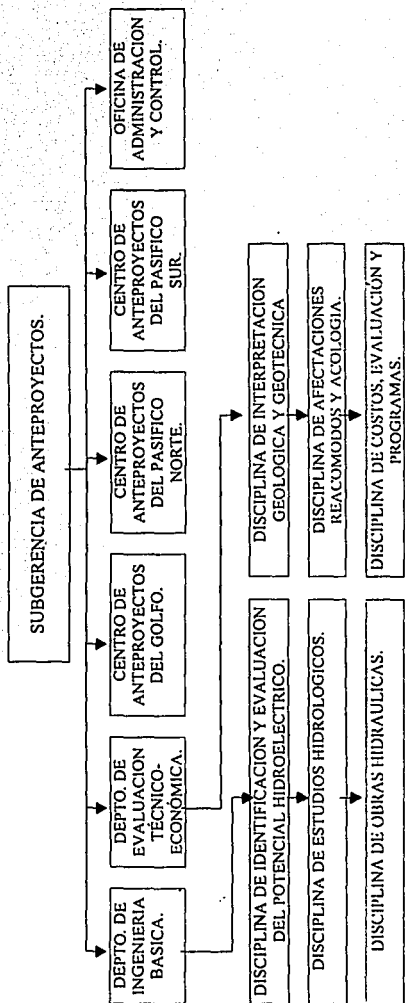 SUBGERENCIA DE ANTEPROYECTOS.
DEPTO. DE
INGENIERIA
BASICA.
DEPTO. DE
EVALUACION
TÉCNICO-
ECONÓMICA.
CENTRO DE
ANTEPROYECTOS
DEL GOLFO.
CENTRO DE
ANTEPROYECTOS
DEL PASIFICO
NORTE.
CENTRO DE
ANTEPROYECTOS
DEL PASIFICO
SUR.
OFICINA DE
ADMINISTRACION
Y CONTROL.
DISCIPLINA DE IDENTIFICACION Y EVALUACION
DEL POTENCIAL HIDROELECTRICO.
DISCIPLINA DE ESTUDIOS HIDROLOGICOS.
DISCIPLINA DE OBRAS HIDRAULICAS.
DISCIPLINA DE INTERPRETACION
GEOLOGICA Y GEOTECNICA
DISCIPLINA DE AFECTACIONES
REACOMODOS Y ACOLOGIA.
DISCIPLINA DE COSTOS, EVALUACIÓN Y
PROGRAMAS.